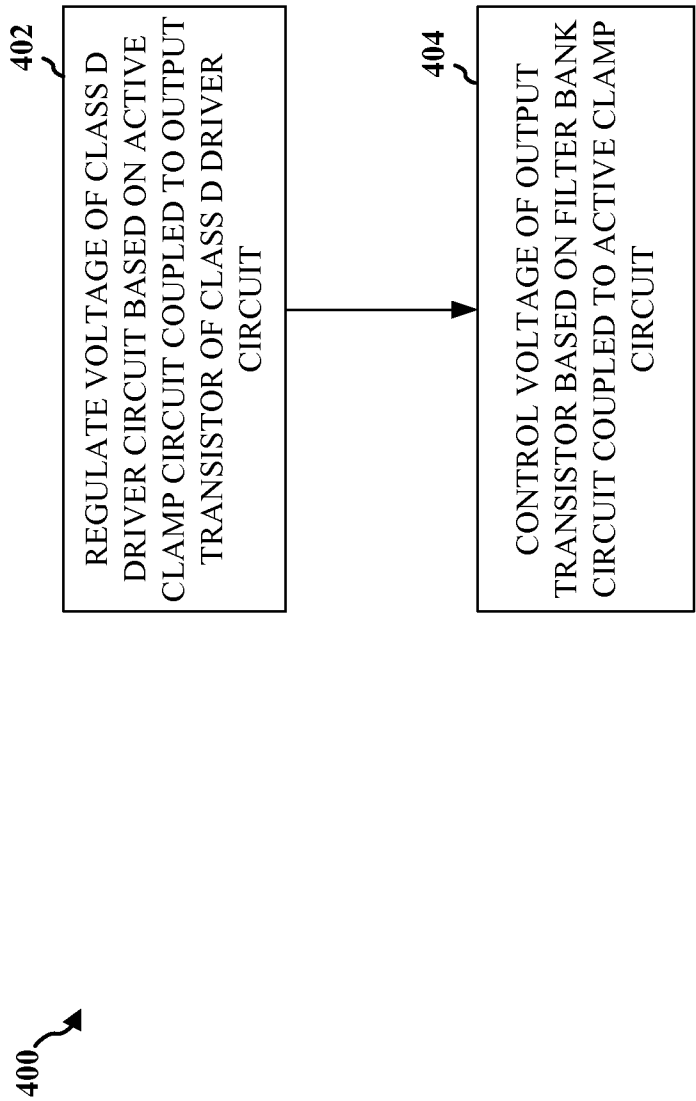 400
402
REGULATE VOLTAGE OF CLASS D
DRIVER CIRCUIT BASED ON ACTIVE
CLAMP CIRCUIT COUPLED TO OUTPUT
TRANSISTOR OF CLASS D DRIVER
CIRCUIT
404
CONTROL VOLTAGE OF OUTPUT
TRANSISTOR BASED ON FILTER BANK
CIRCUIT COUPLED TO ACTIVE CLAMP
CIRCUIT